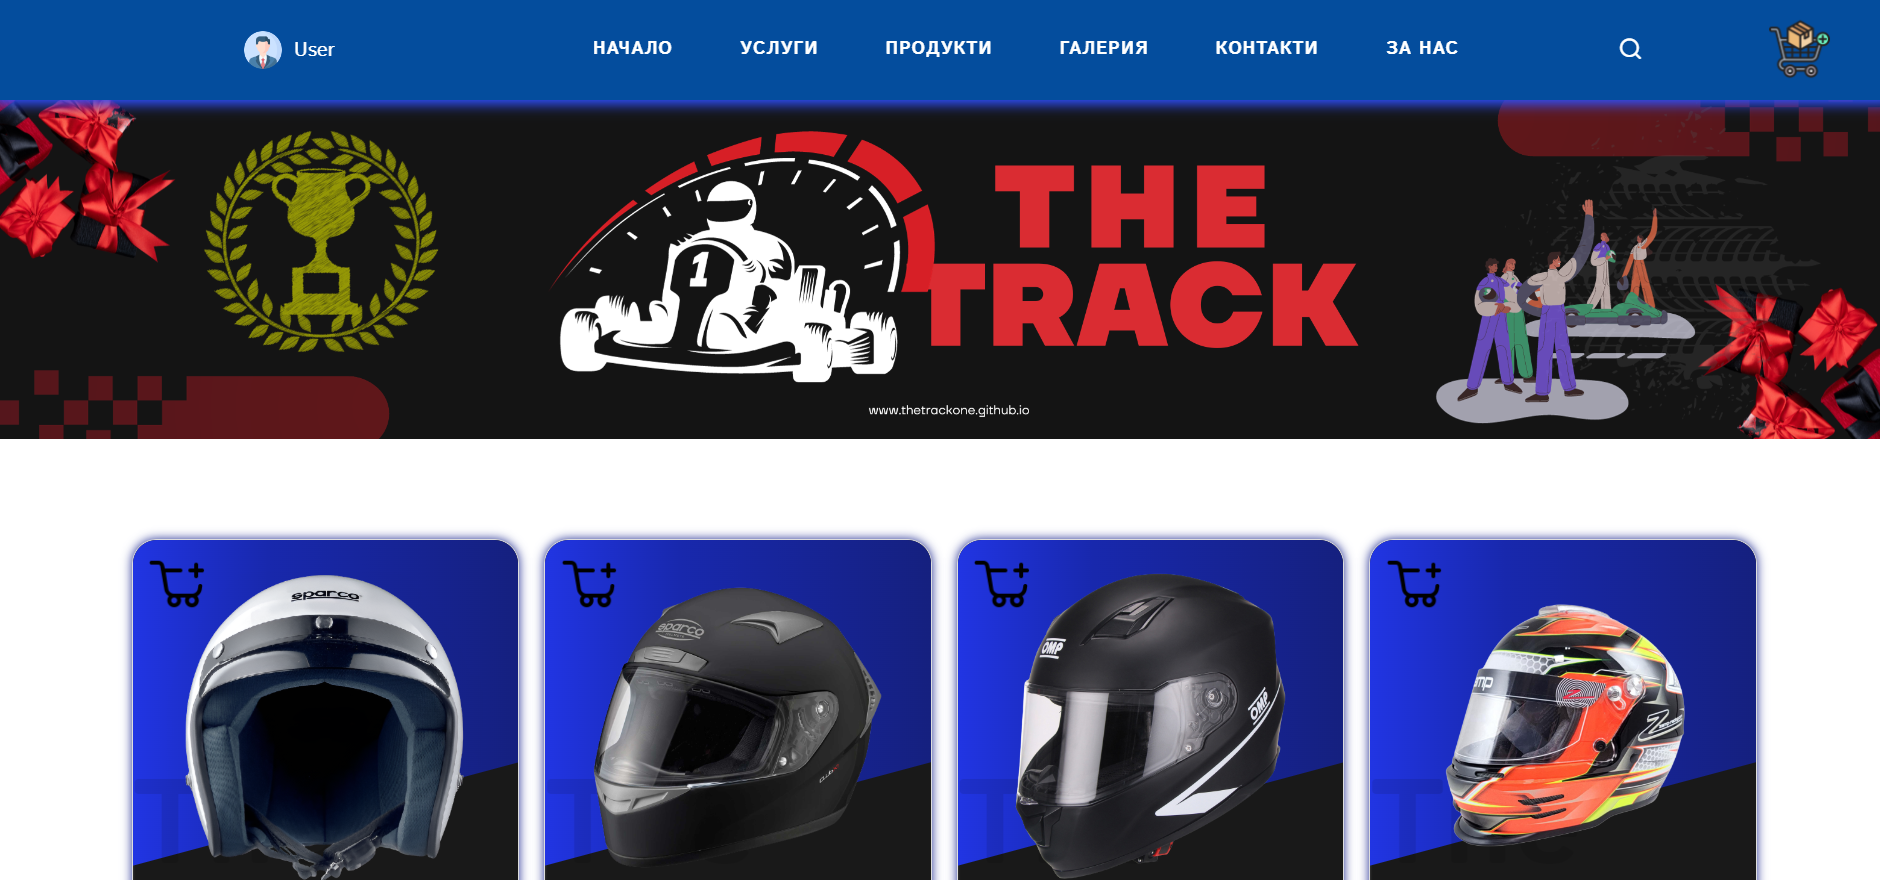 User
НАЧАЛО
УСЛУГИ
ПРОДУКТИ
ГАЛЕРИЯ
КОНТАКТИ
ЗА НАС
THE
TRACK
1
www.thetrackone.github.io
sparco
sparco
OMP
OMP